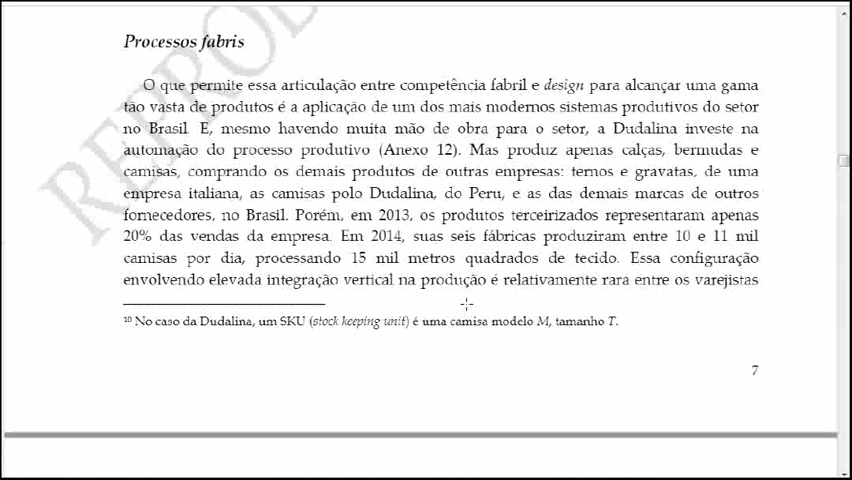 Processos fabris
O que permite essa articulação entre competência fabril e design para alcançar uma gama
tão vasta de produtos é a aplicação de um dos mais modernos sistemas produtivos do setor
no Brasil. E, mesmo havendo muita mão de obra para o setor, a Dudalina investe na
automação do processo produtivo (Anexo 12). Mas produz apenas calças, bermudas e
camisas, comprando os demais produtos de outras empresas: ternos e gravatas, de uma
empresa italiana, as camisas polo Dudalina, do Peru, e as das demais marcas de outros
fornecedores, no Brasil. Porém, em 2013, os produtos terceirizados representaram apenas
20% das vendas da empresa. Em 2014, suas seis fábricas produziram entre 10 e 11 mil
camisas por dia, processando 15 mil metros quadrados de tecido. Essa configuração
envolvendo elevada integração vertical na produção é relativamente rara entre os varejistas
10 No caso da Dudalina, um SKU (stock keeping unit) é uma camisa modelo M, tamanho T.
7